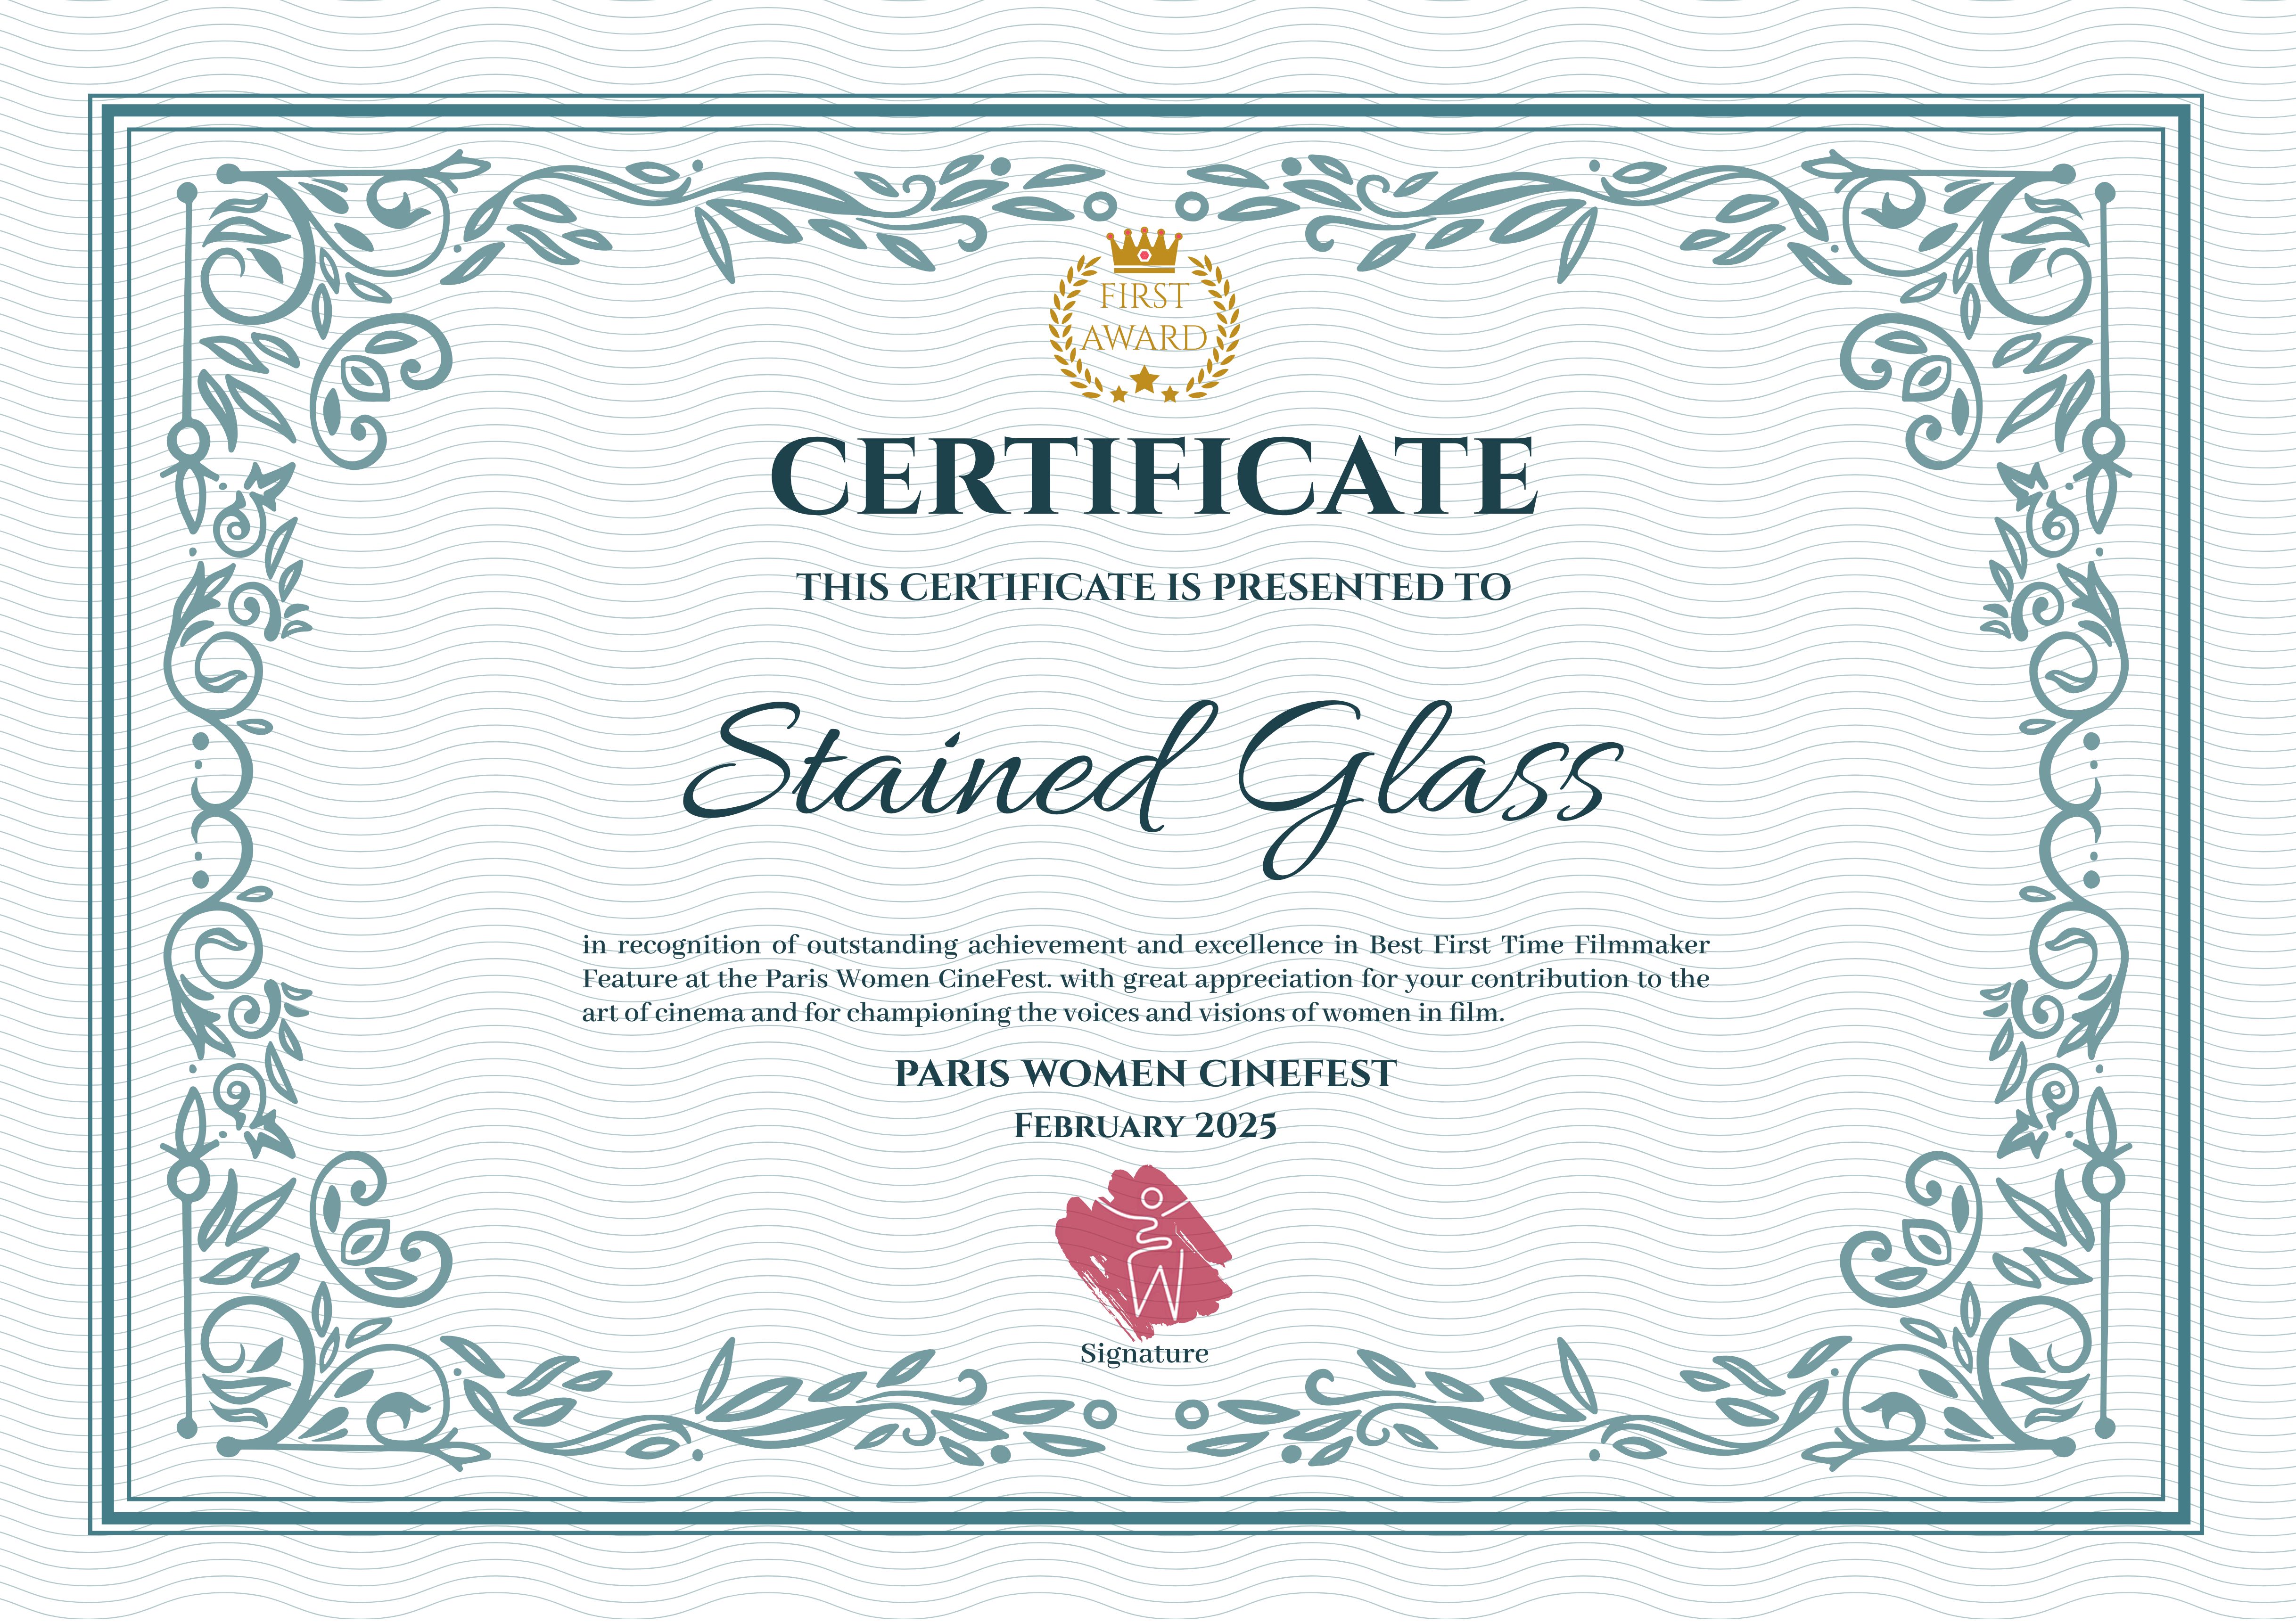 FIRST
AWARD
CERTIFICATE
THIS CERTIFICATE IS PRESENTED TO
Stained Glass
in recognition of outstanding achievement and excellence in Best First Time Filmmaker
Feature at the Paris Women CineFest. with great appreciation for your contribution to the
art of cinema and for championing the voices and visions of women in film.
PARIS WOMEN CINEFEST
FEBRUARY 2025
W
Signature